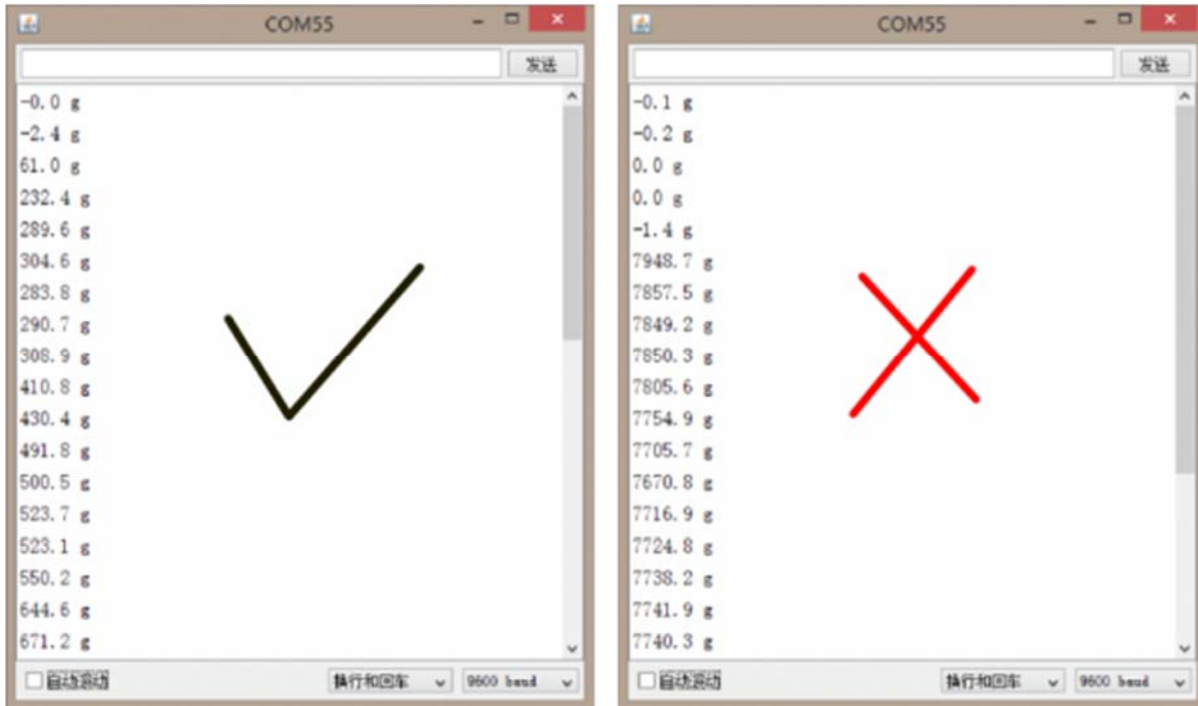 COM55
发送
-0.0 g
-2.4 g
61.0 g
232.4 g
289.6 g
304.6 g
283.8 g
290.7 g
308.9 g
410.8 g
430.4 g
491.8 g
500.5 g
523.7 g
523.1 g
550.2 g
644.6 g
671.2 g
自动滚动
换行和回车
9600 baud
COM55
发送
-0.1 g
-0.2 g
0.0 g
0.0 g
-1.4 g
7948.7 g
7857.5 g
7849.2 g
7850.3 g
7805.6 g
7754.9 g
7705.7 g
7670.8 g
7716.9 g
7724.8 g
7738.2 g
7741.9 g
7740.3 g
自动滚动
换行和回车
9600 baud